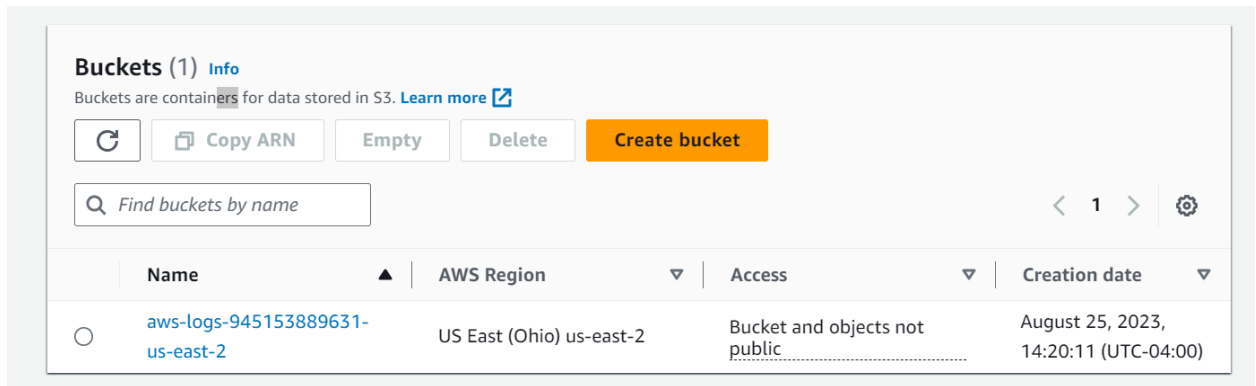 Buckets (1) Info
Buckets are containers for data stored in S3. Learn more
Copy ARN Empty Delete Create bucket
Find buckets by name
1
Name AWS Region Access Creation date
aws-logs-945153889631-
us-east-2
US East (Ohio) us-east-2
Bucket and objects not
public
August 25, 2023,
14:20:11 (UTC-04:00)